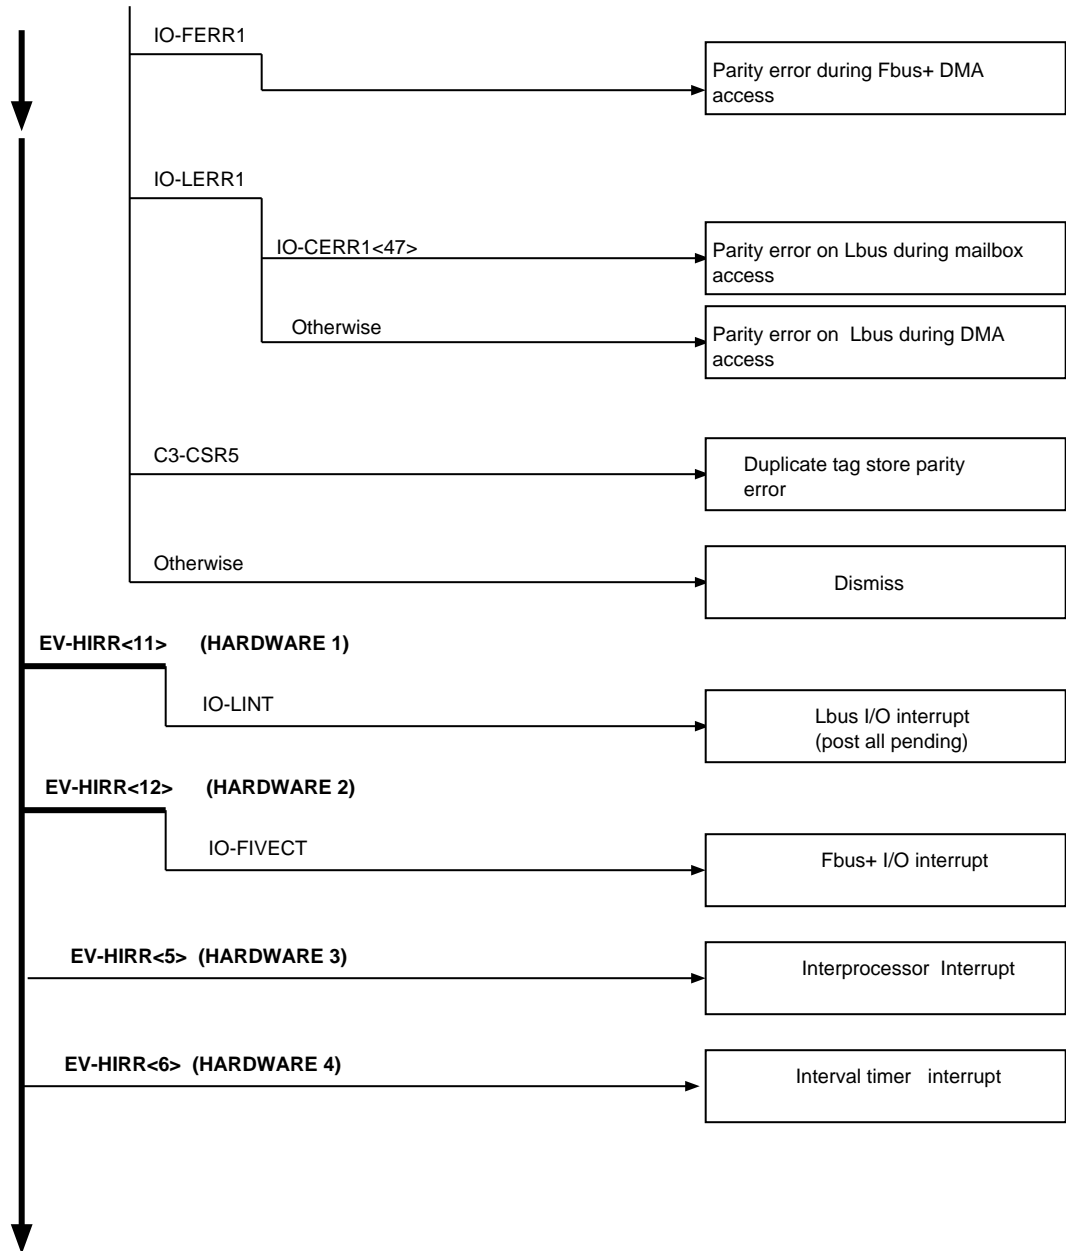 IO-FERR1
Parity error during Fbus+ DMA
access
IO-LERR1
IO-CERR1<47>
Parity error on Lbus during mailbox
access
Otherwise
Parity error on Lbus during DMA
access
C3-CSR5
Duplicate tag store parity
error
Otherwise
Dismiss
EV-HIRR<11> (HARDWARE 1)
IO-LINT
Lbus I/O interrupt
(post all pending)
EV-HIRR<12> (HARDWARE 2)
IO-FIVECT
Fbus+ I/O interrupt
EV-HIRR<5> (HARDWARE 3)
Interprocessor Interrupt
EV-HIRR<6> (HARDWARE 4)
Interval timer interrupt